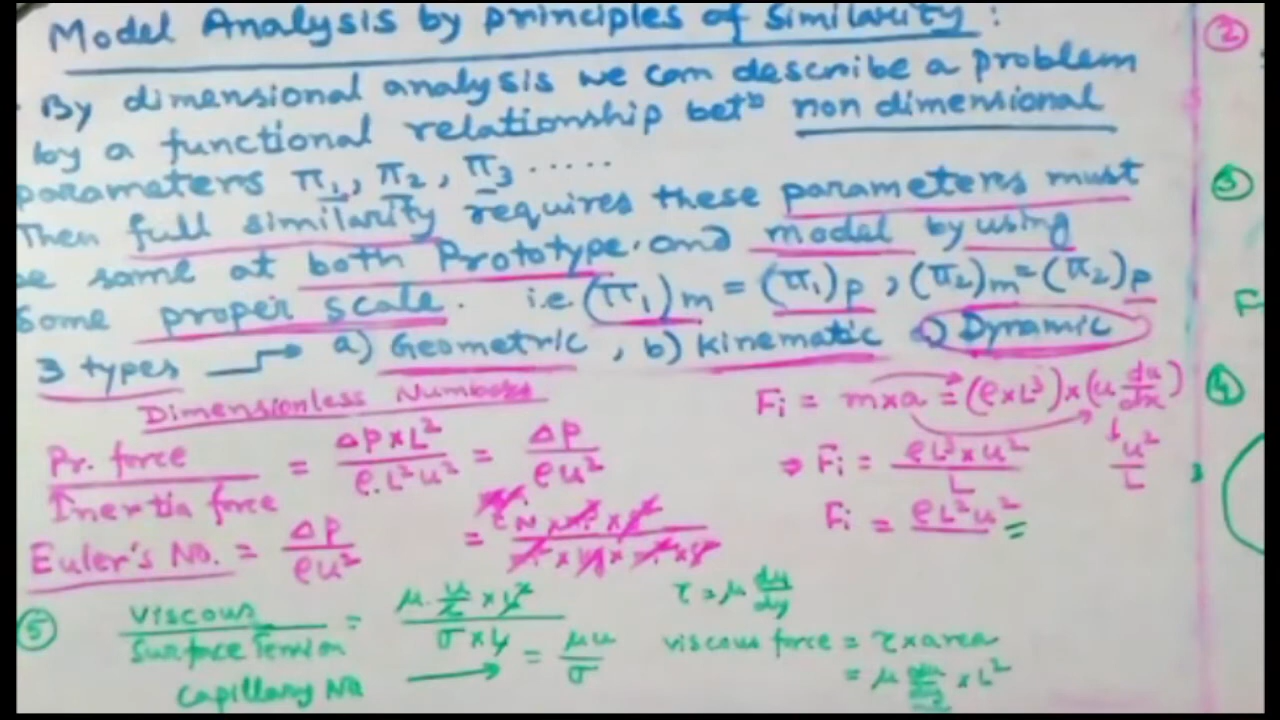 Model Analysis by principles of Similarity :
By dimensional analysis we can describe a problem
by a functional relationship betⁿ non dimensional
parameters π₁, π₂, π₃ .....
Then full similarity requires these parameters must
be same at both Prototype. and model by using
Some proper scale. i.e (π₁)m = (π₁)p, (π₂)m = (π₂)p
3 types → a) Geometric, b) Kinematic c) Dynamic
Dimensionless Numbers
Fi = m×a = (ρ×L³)×(u du/dx)
Pr. force / Inertia force = ΔP×L² / ρ.L²u² = ΔP / ρu²
⇒ Fi = ρL³×u² / L
u² / L
Fi = ρL²u²
Euler's No. = ΔP / ρu²
⑤ Viscous / Surface Tension = μ.u/L ×L² / σ×L = μu / σ
τ = μ du/dy
viscous force = τ×area
= μ du/dy ×L²
Capillary No →
②
③
F
④